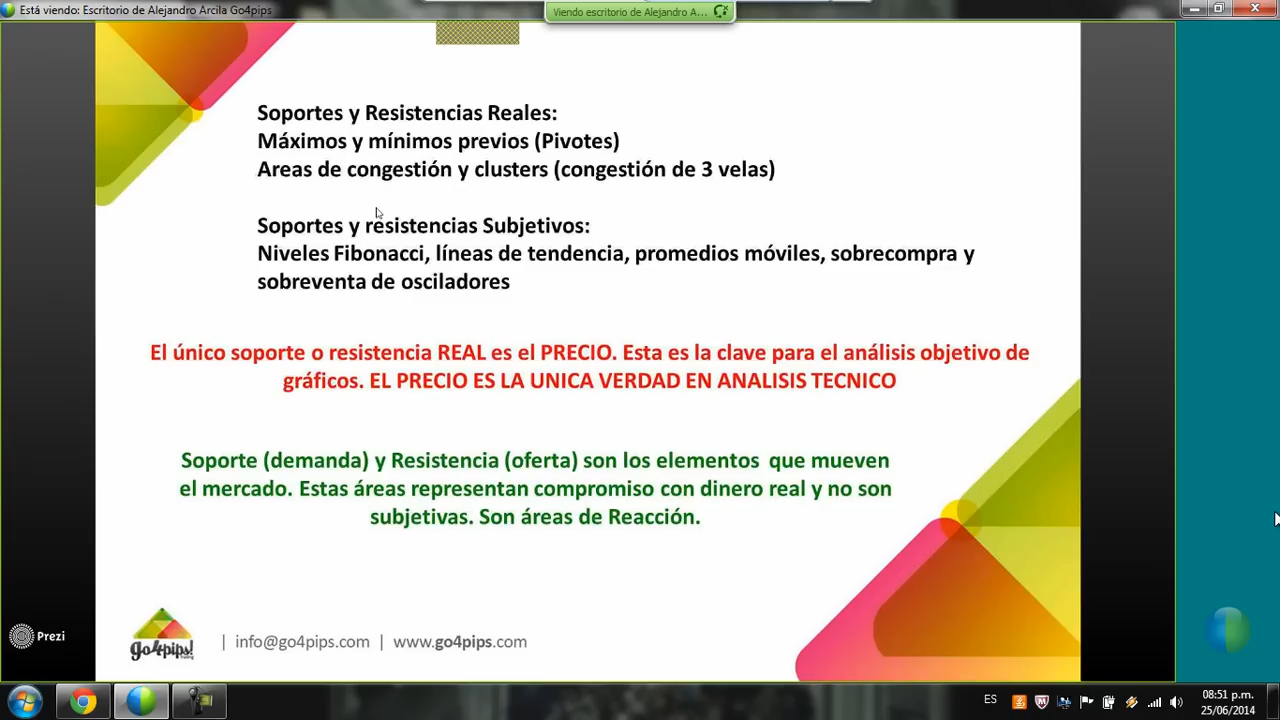 Está viendo: Escritorio de Alejandro Arcila Go4pips
Viendo escritorio de Alejandro A...
Soportes y Resistencias Reales:
Máximos y mínimos previos (Pivotes)
Areas de congestión y clusters (congestión de 3 velas)
Soportes y resistencias Subjetivos:
Niveles Fibonacci, líneas de tendencia, promedios móviles, sobrecompra y
sobreventa de osciladores
El único soporte o resistencia REAL es el PRECIO. Esta es la clave para el análisis objetivo de
gráficos. EL PRECIO ES LA UNICA VERDAD EN ANALISIS TECNICO
Soporte (demanda) y Resistencia (oferta) son los elementos  que mueven
el mercado. Estas áreas representan compromiso con dinero real y no son
subjetivas. Son áreas de Reacción.
Prezi
go4pips!
| info@go4pips.com | www.go4pips.com
ES
08:51 p.m.
25/06/2014